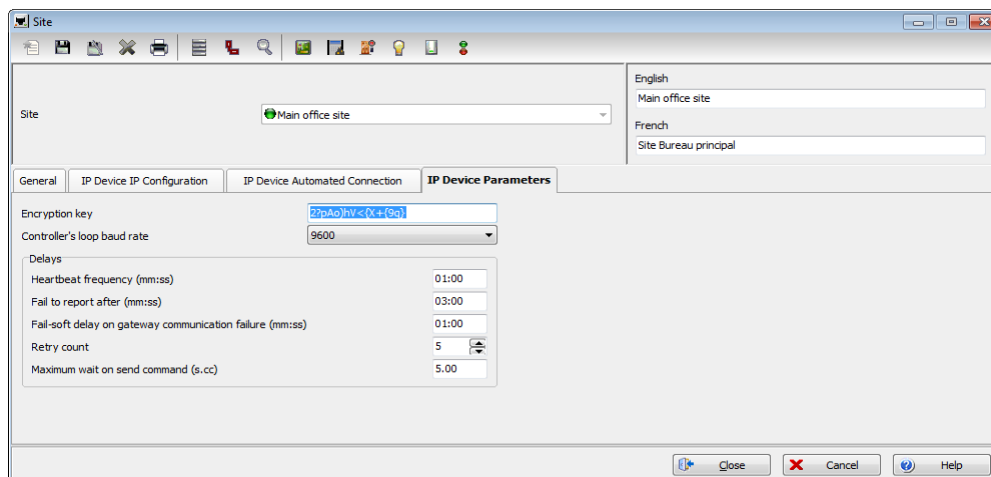 Site
English
Main office site
Site
Main office site
French
Site Bureau principal
General
IP Device IP Configuration
IP Device Automated Connection
IP Device Parameters
Encryption key
2?pAo}hV<{X+{9q}
Controller's loop baud rate
9600
Delays
Heartbeat frequency (mm:ss)
01:00
Fail to report after (mm:ss)
03:00
Fail-soft delay on gateway communication failure (mm:ss)
01:00
Retry count
5
Maximum wait on send command (s.cc)
5.00
Close
Cancel
Help